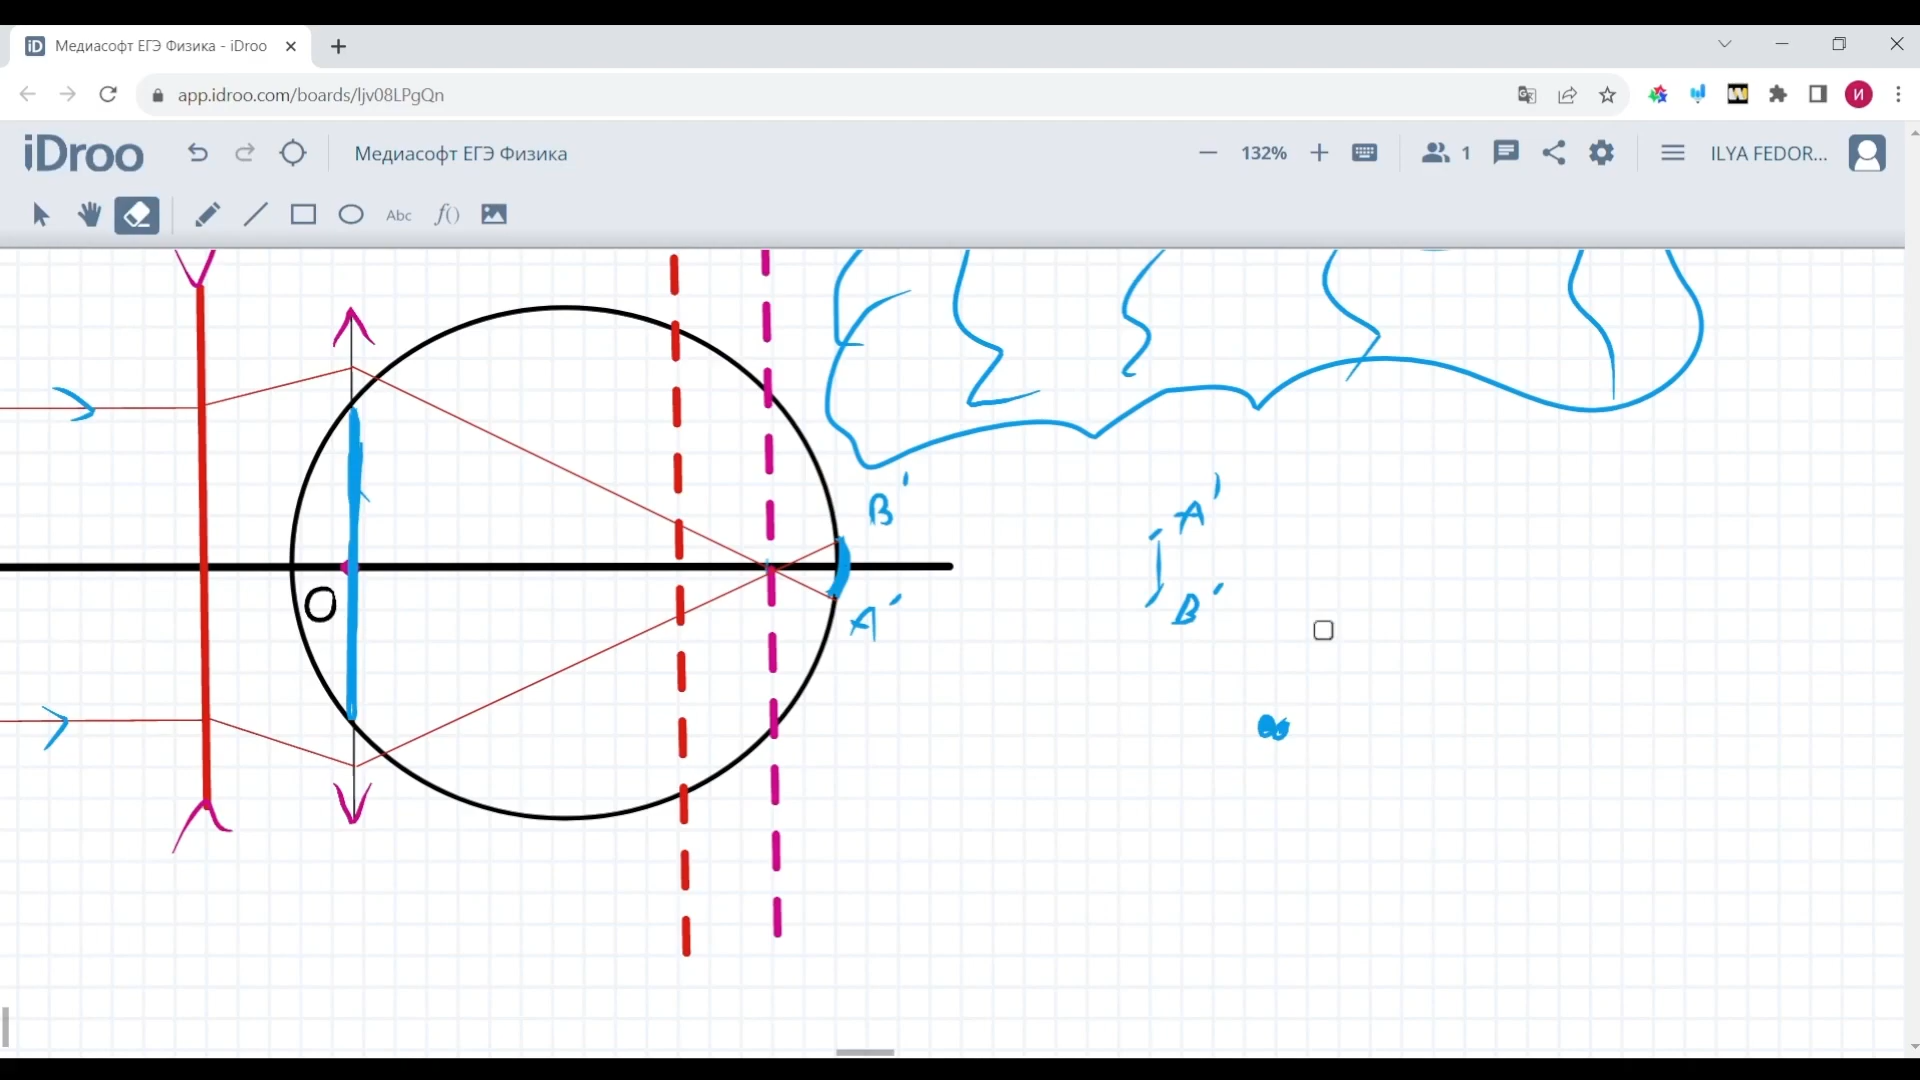 Медиасофт ЕГЭ Физика - iDroo
app.idroo.com/boards/ljv08LPgQn
И
iDroo
Медиасофт ЕГЭ Физика
132%
1
ILYA FEDOR...
Abc
f()
B'
A'
O
A'
B'